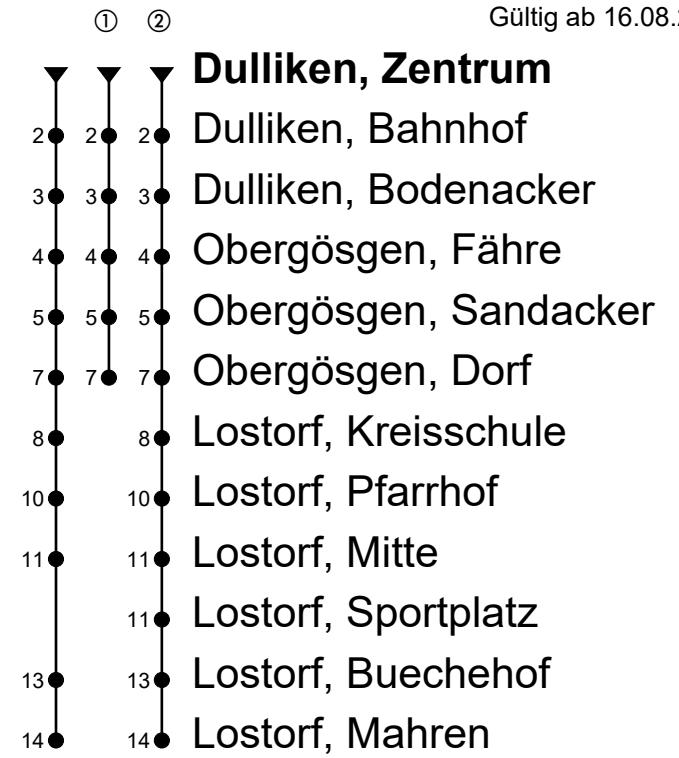 ① ② Gültig ab 16.08.
Dulliken, Zentrum
2 2 2 Dulliken, Bahnhof
3 3 3 Dulliken, Bodenacker
4 4 4 Obergösgen, Fähre
5 5 5 Obergösgen, Sandacker
7 7 7 Obergösgen, Dorf
8 8 Lostorf, Kreisschule
10 10 Lostorf, Pfarrhof
11 11 Lostorf, Mitte
11 Lostorf, Sportplatz
13 13 Lostorf, Buechehof
14 14 Lostorf, Mahren